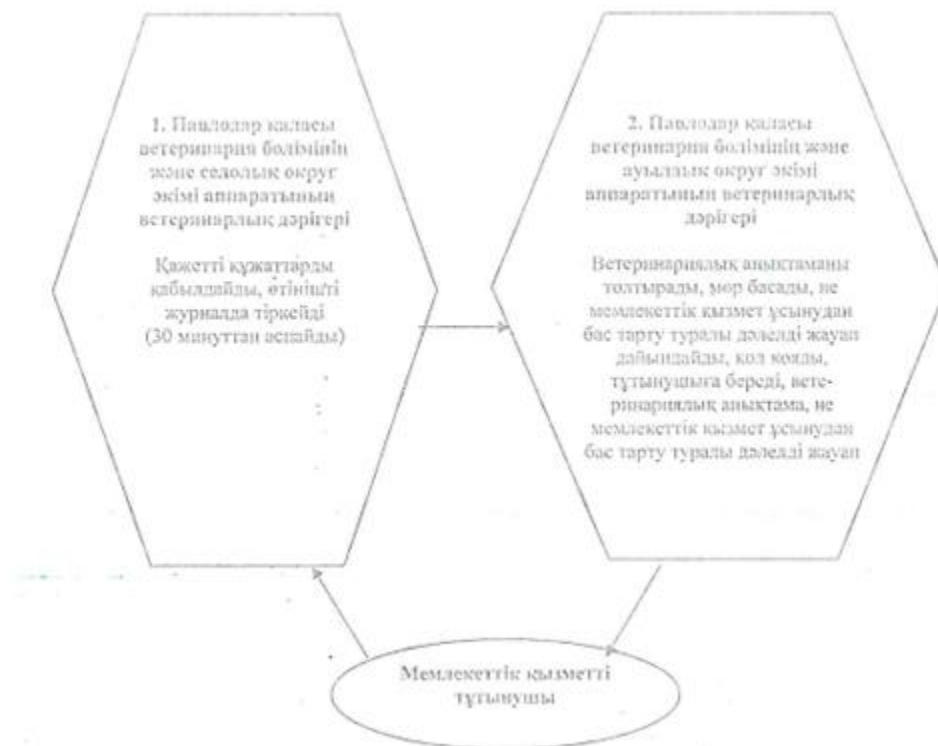 1. Павлодар қаласы
ветеринария бөлімінің
және селолық округ
әкімі аппаратының
ветеринарлық дәрігері
Қажетті құжаттарды
қабылдайды, өтінішті
журналда тіркейді
(30 мануттан аспайды)
2. Павлодар қаласы
ветеринария бөлімінің және
ауылдық округ әкімі
аппаратының ветеринарлық
дәрігері
Ветеринариялық анықтаманы
толтырады, мөр басады, не
мемлекеттік қызмет ұсынудан
бас тарту туралы дәлелді жауап
дайындайды, қол қояды,
тұтынушыға береді, вете-
ринариялық анықтама, не
мемлекеттік қызмет ұсынудан
бас тарту туралы дәлелді жауап
Мемлекеттік қызметті
тұтынушы